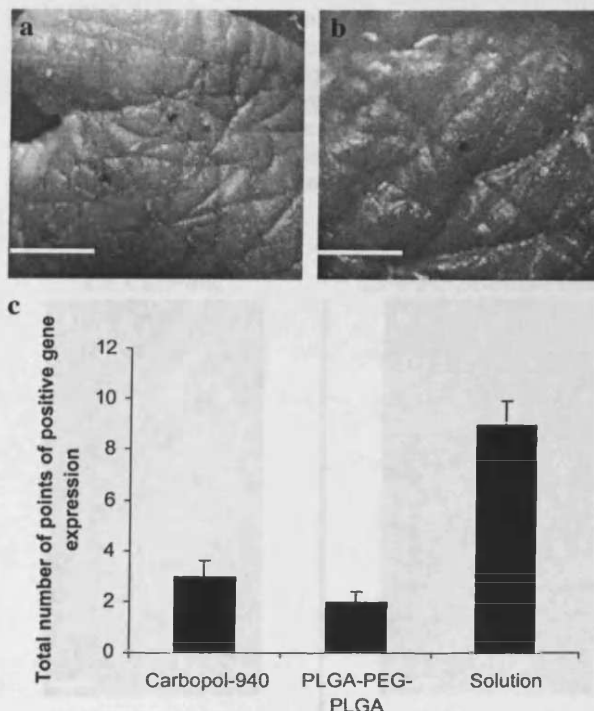 a
b
c
Total number of points of positive gene
expression
12
10
8
6
4
2
0
Carbopol-940
PLGA-PEG-
PLGA
Solution